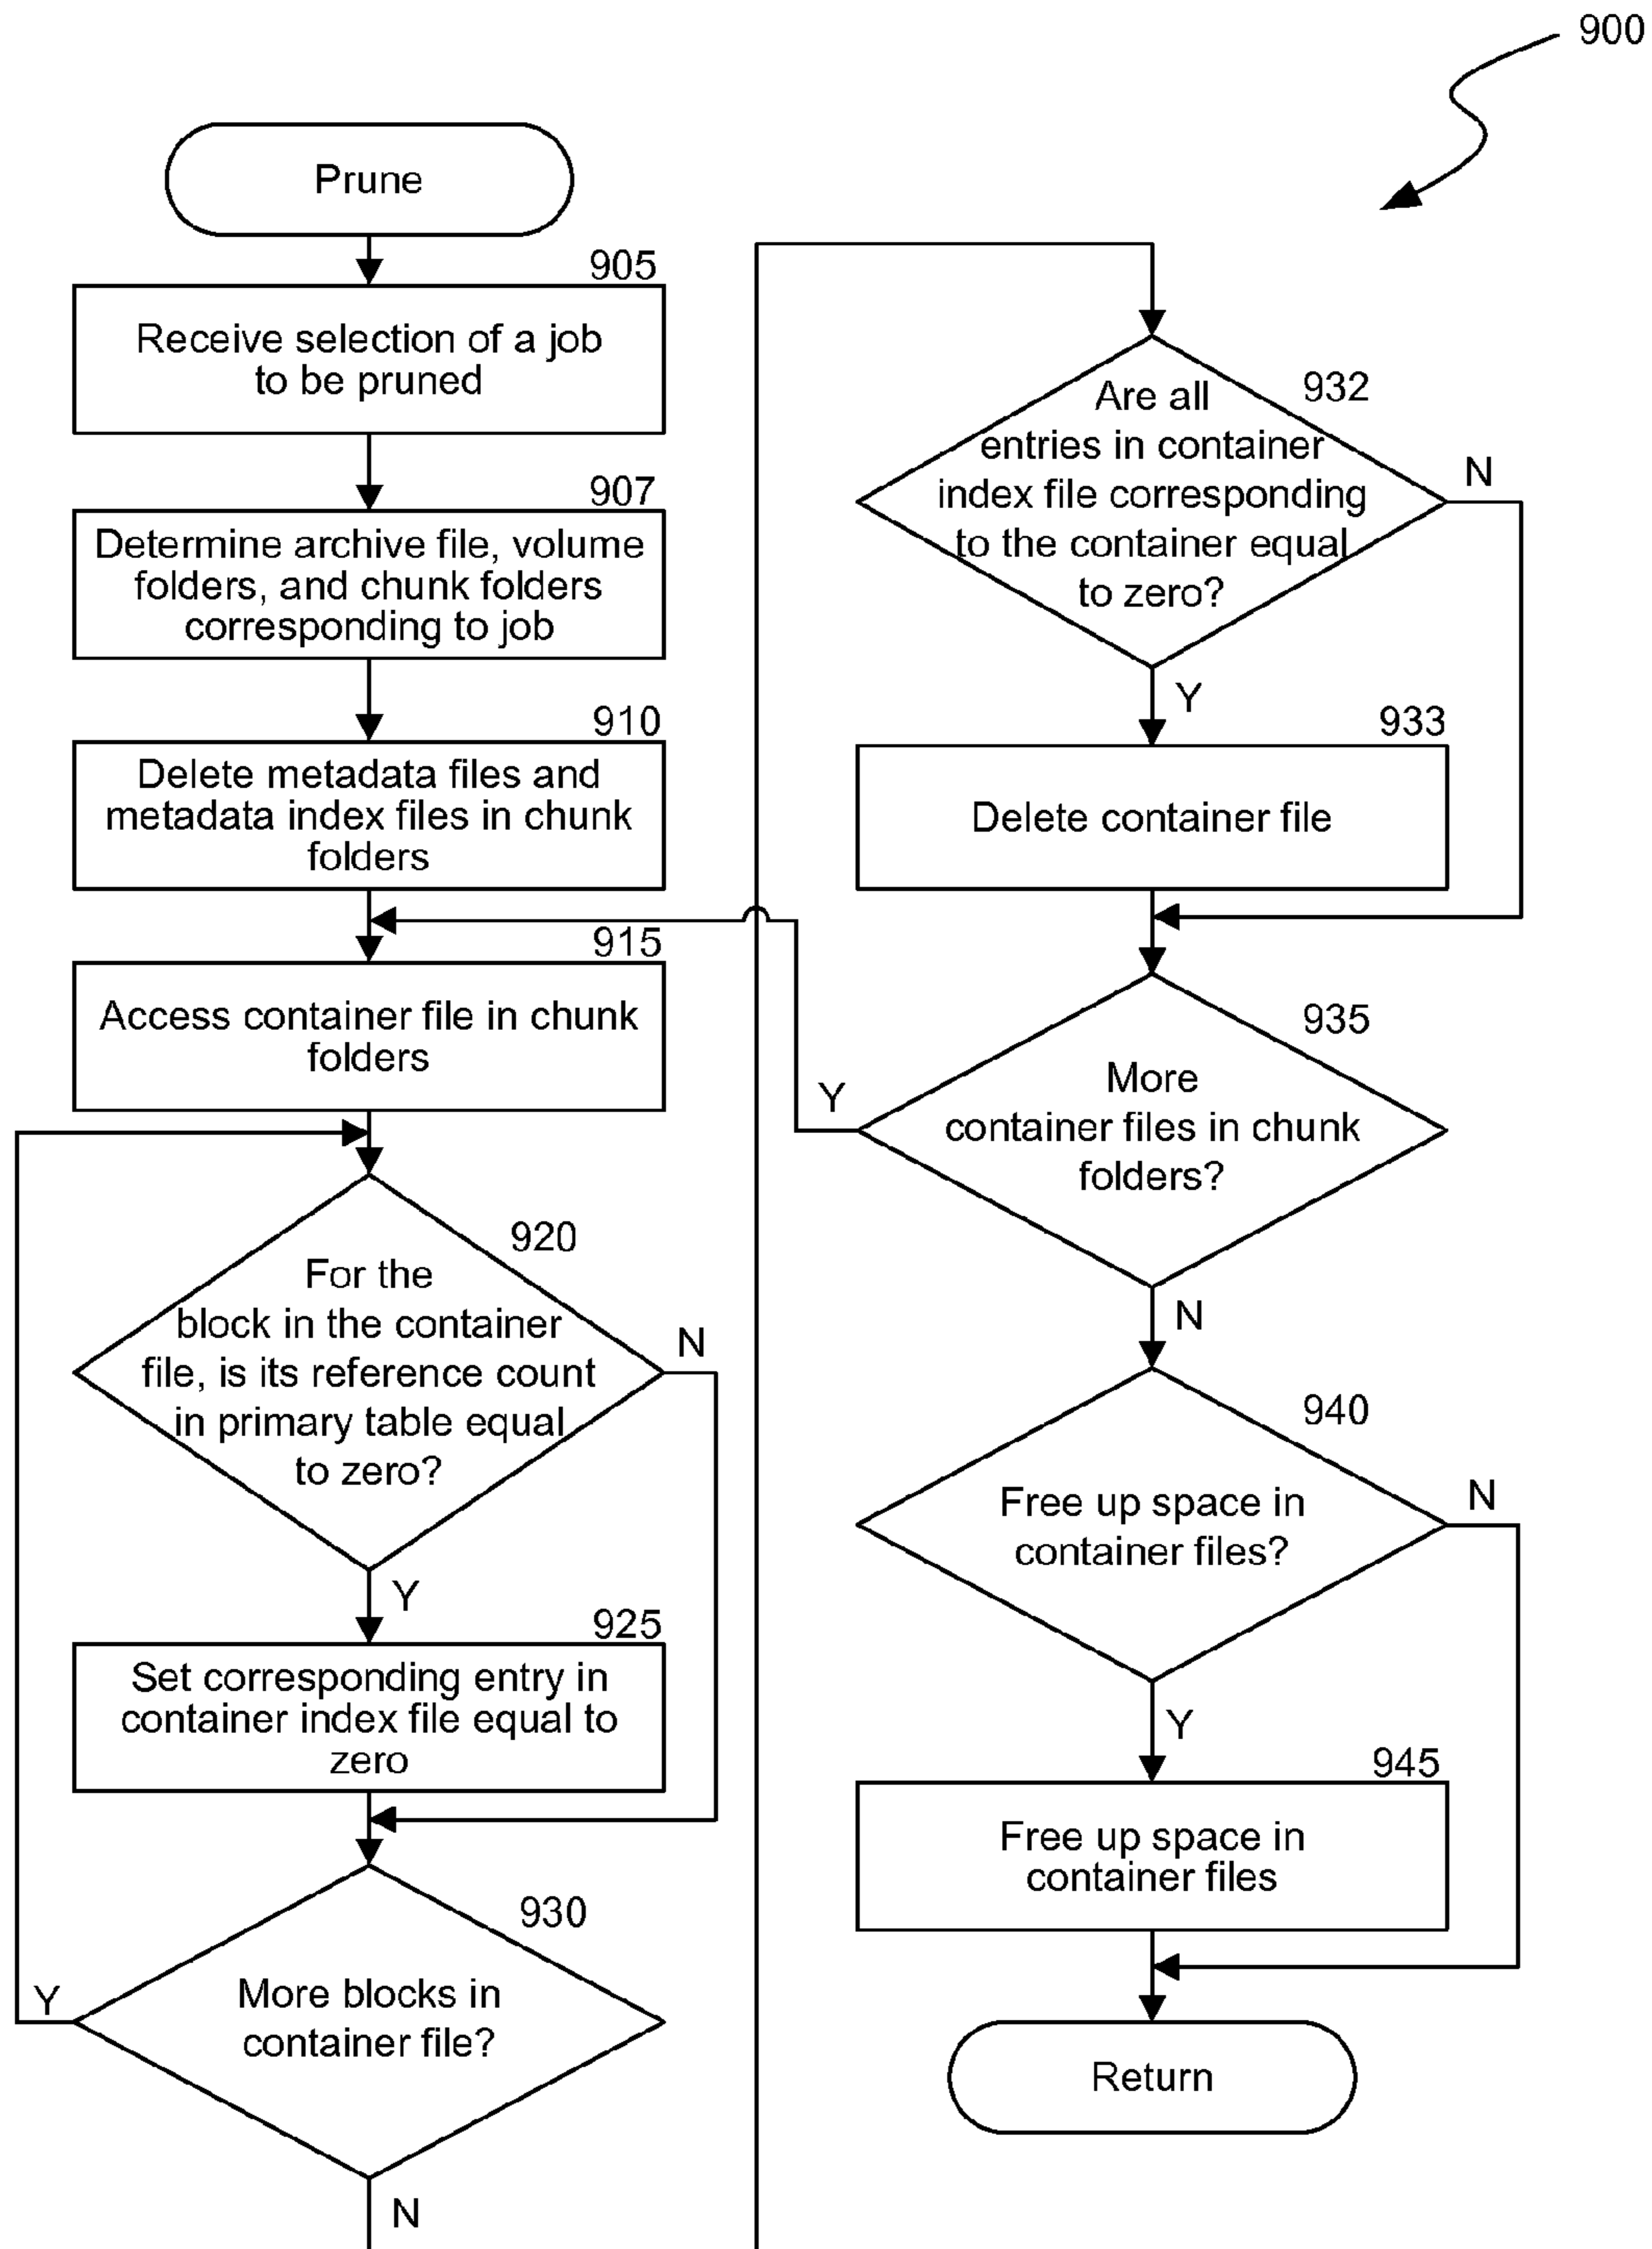 900
Prune
905
Receive selection of a job
to be pruned
907
Determine archive file, volume
folders, and chunk folders
corresponding to job
910
Delete metadata files and
metadata index files in chunk
folders
915
Access container file in chunk
folders
920
For the
block in the container
file, is its reference count
in primary table equal
to zero?
N
Y
925
Set corresponding entry in
container index file equal to
zero
930
More blocks in
container file?
Y
N
932
Are all
entries in container
index file corresponding
to the container equal
to zero?
N
Y
933
Delete container file
935
More
container files in chunk
folders?
Y
N
940
Free up space in
container files?
N
Y
945
Free up space in
container files
Return